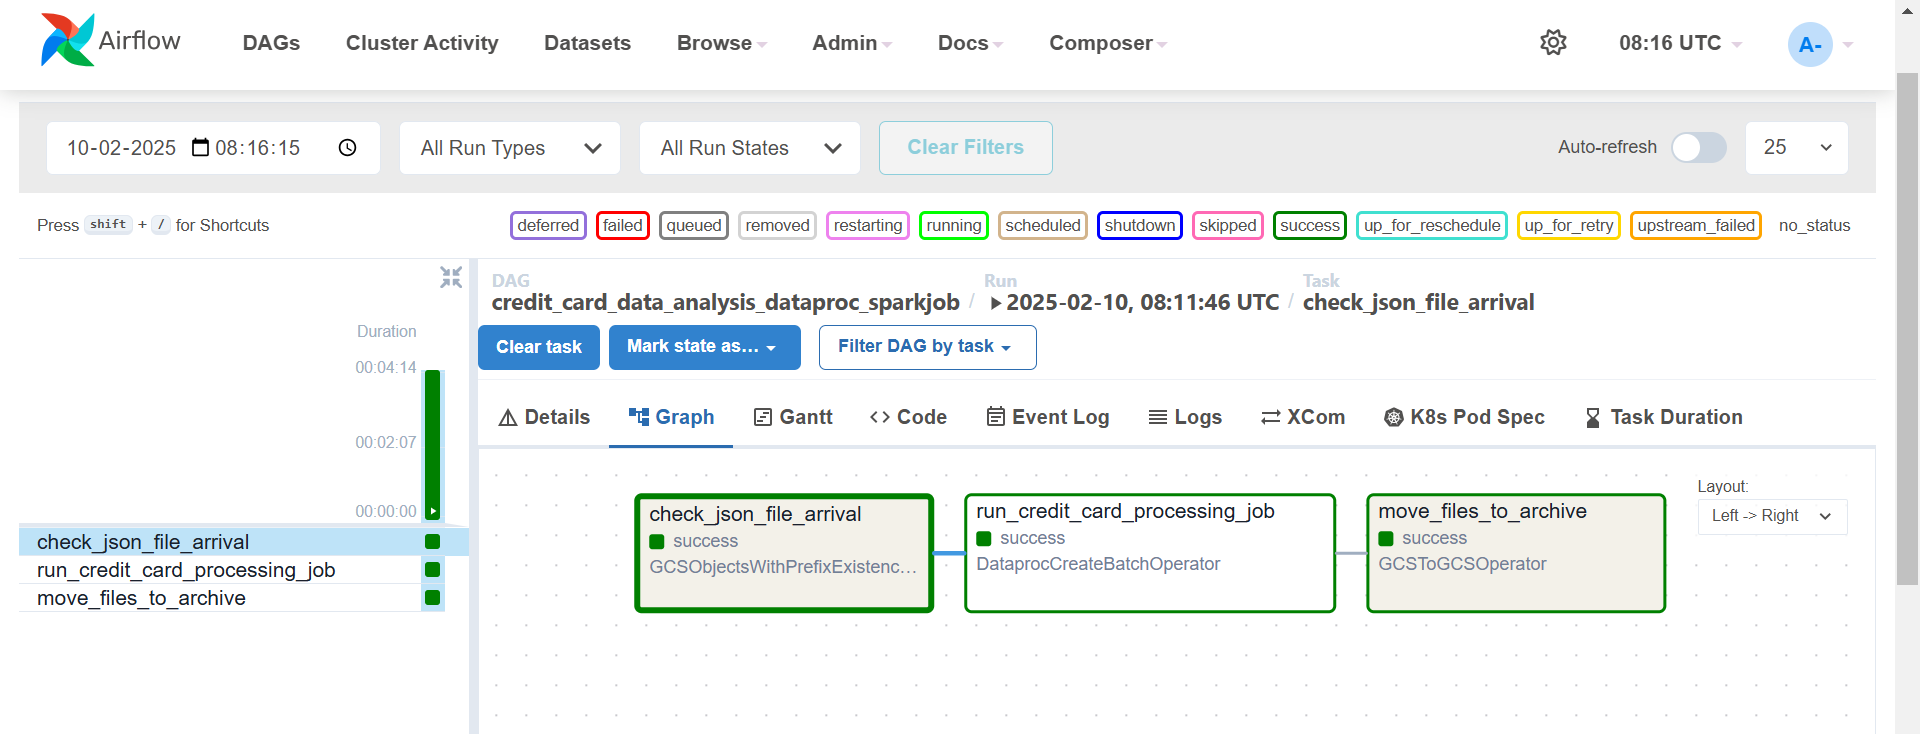 Airflow DAGs Cluster Activity Datasets Browse Admin Docs Composer 08:16 UTC A-
10-02-2025 08:16:15 All Run Types All Run States Clear Filters Auto-refresh 25
Press shift + / for Shortcuts deferred failed queued removed restarting running scheduled shutdown skipped success up_for_reschedule up_for_retry upstream_failed no_status
DAG Run Task
credit_card_data_analysis_dataproc_sparkjob / 2025-02-10, 08:11:46 UTC / check_json_file_arrival
Clear task Mark state as... Filter DAG by task
Details Graph Gantt Code Event Log Logs XCom K8s Pod Spec Task Duration
Duration
00:04:14
00:02:07
00:00:00
check_json_file_arrival
run_credit_card_processing_job
move_files_to_archive
check_json_file_arrival
success
GCSObjectsWithPrefixExistenc...
run_credit_card_processing_job
success
DataprocCreateBatchOperator
move_files_to_archive
success
GCSToGCSOperator
Layout:
Left -> Right